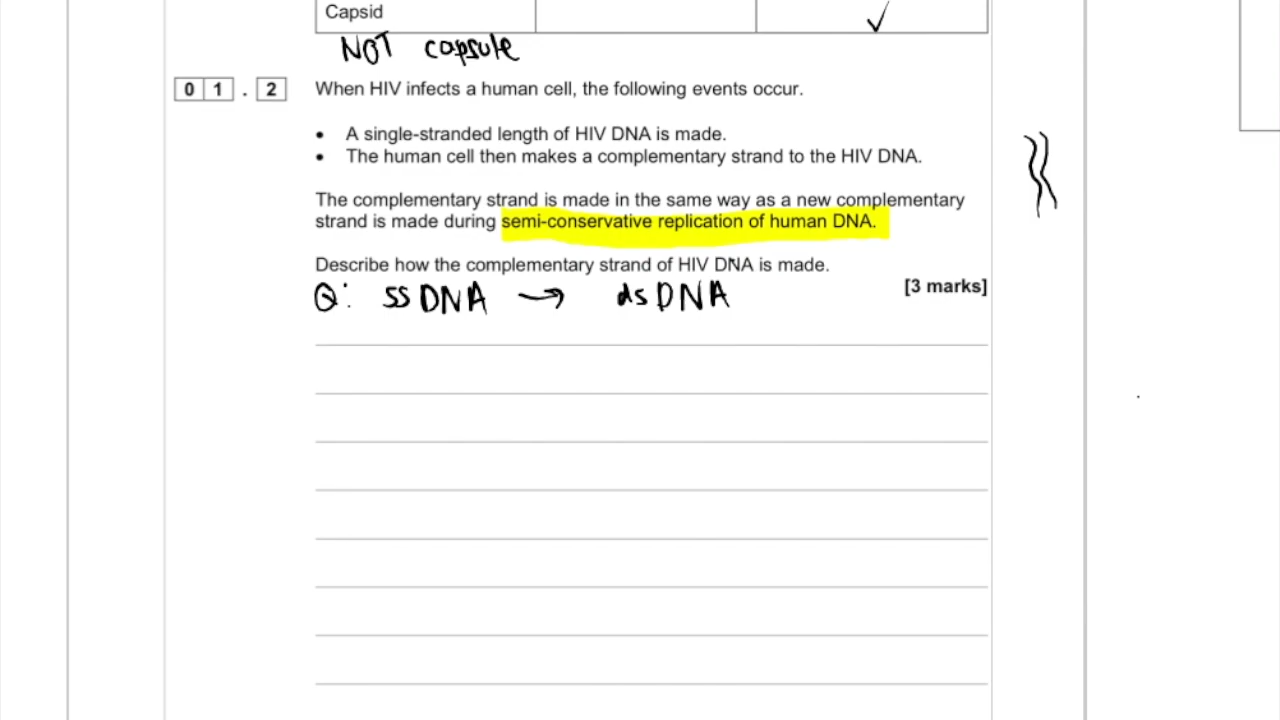 Capsid ✓
NOT capsule
0 1 . 2 When HIV infects a human cell, the following events occur.
• A single-stranded length of HIV DNA is made.
• The human cell then makes a complementary strand to the HIV DNA.
The complementary strand is made in the same way as a new complementary
strand is made during semi-conservative replication of human DNA.
Describe how the complementary strand of HIV DNA is made.
[3 marks]
Q: ssDNA → dsDNA